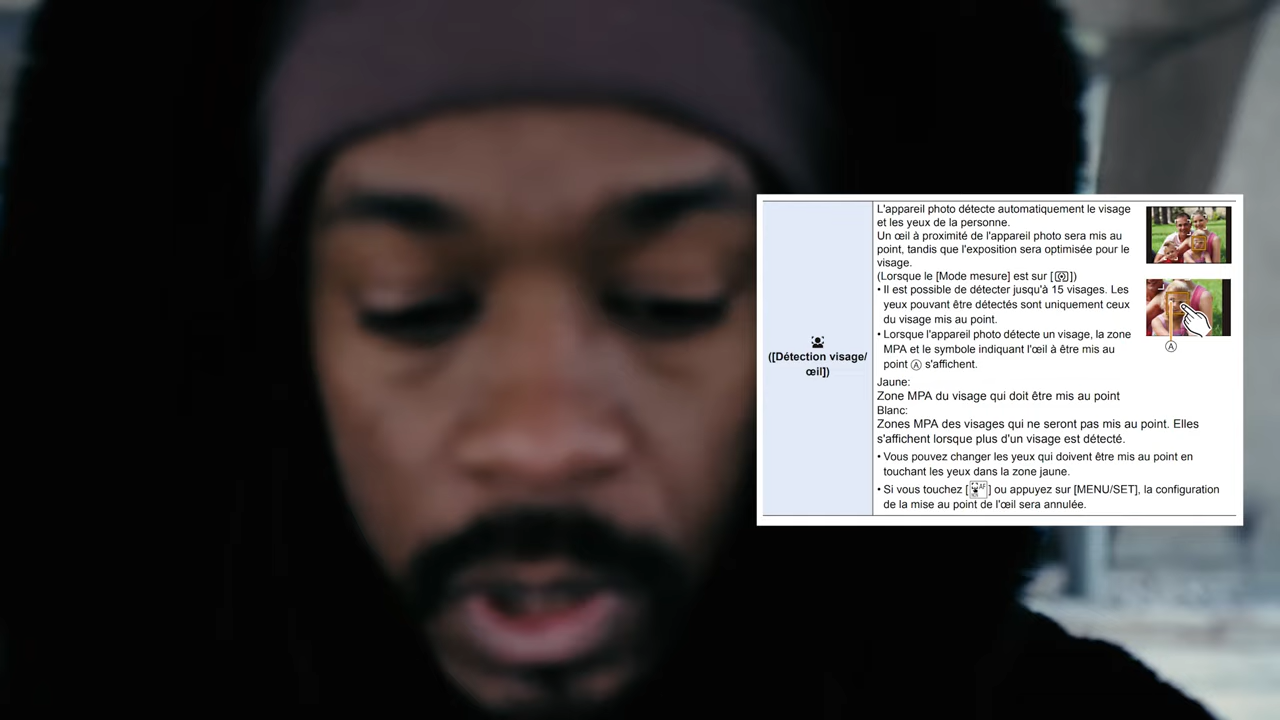 ([Détection visage/
œil])
L'appareil photo détecte automatiquement le visage
et les yeux de la personne.
Un œil à proximité de l'appareil photo sera mis au
point, tandis que l'exposition sera optimisée pour le
visage.
(Lorsque le [Mode mesure] est sur [ ])
• Il est possible de détecter jusqu'à 15 visages. Les
yeux pouvant être détectés sont uniquement ceux
du visage mis au point.
• Lorsque l'appareil photo détecte un visage, la zone
MPA et le symbole indiquant l'œil à être mis au
point Ⓐ s'affichent.
Ⓐ
Jaune:
Zone MPA du visage qui doit être mis au point
Blanc:
Zones MPA des visages qui ne seront pas mis au point. Elles
s'affichent lorsque plus d'un visage est détecté.
• Vous pouvez changer les yeux qui doivent être mis au point en
touchant les yeux dans la zone jaune.
• Si vous touchez [AF] ou appuyez sur [MENU/SET], la configuration
de la mise au point de l'œil sera annulée.